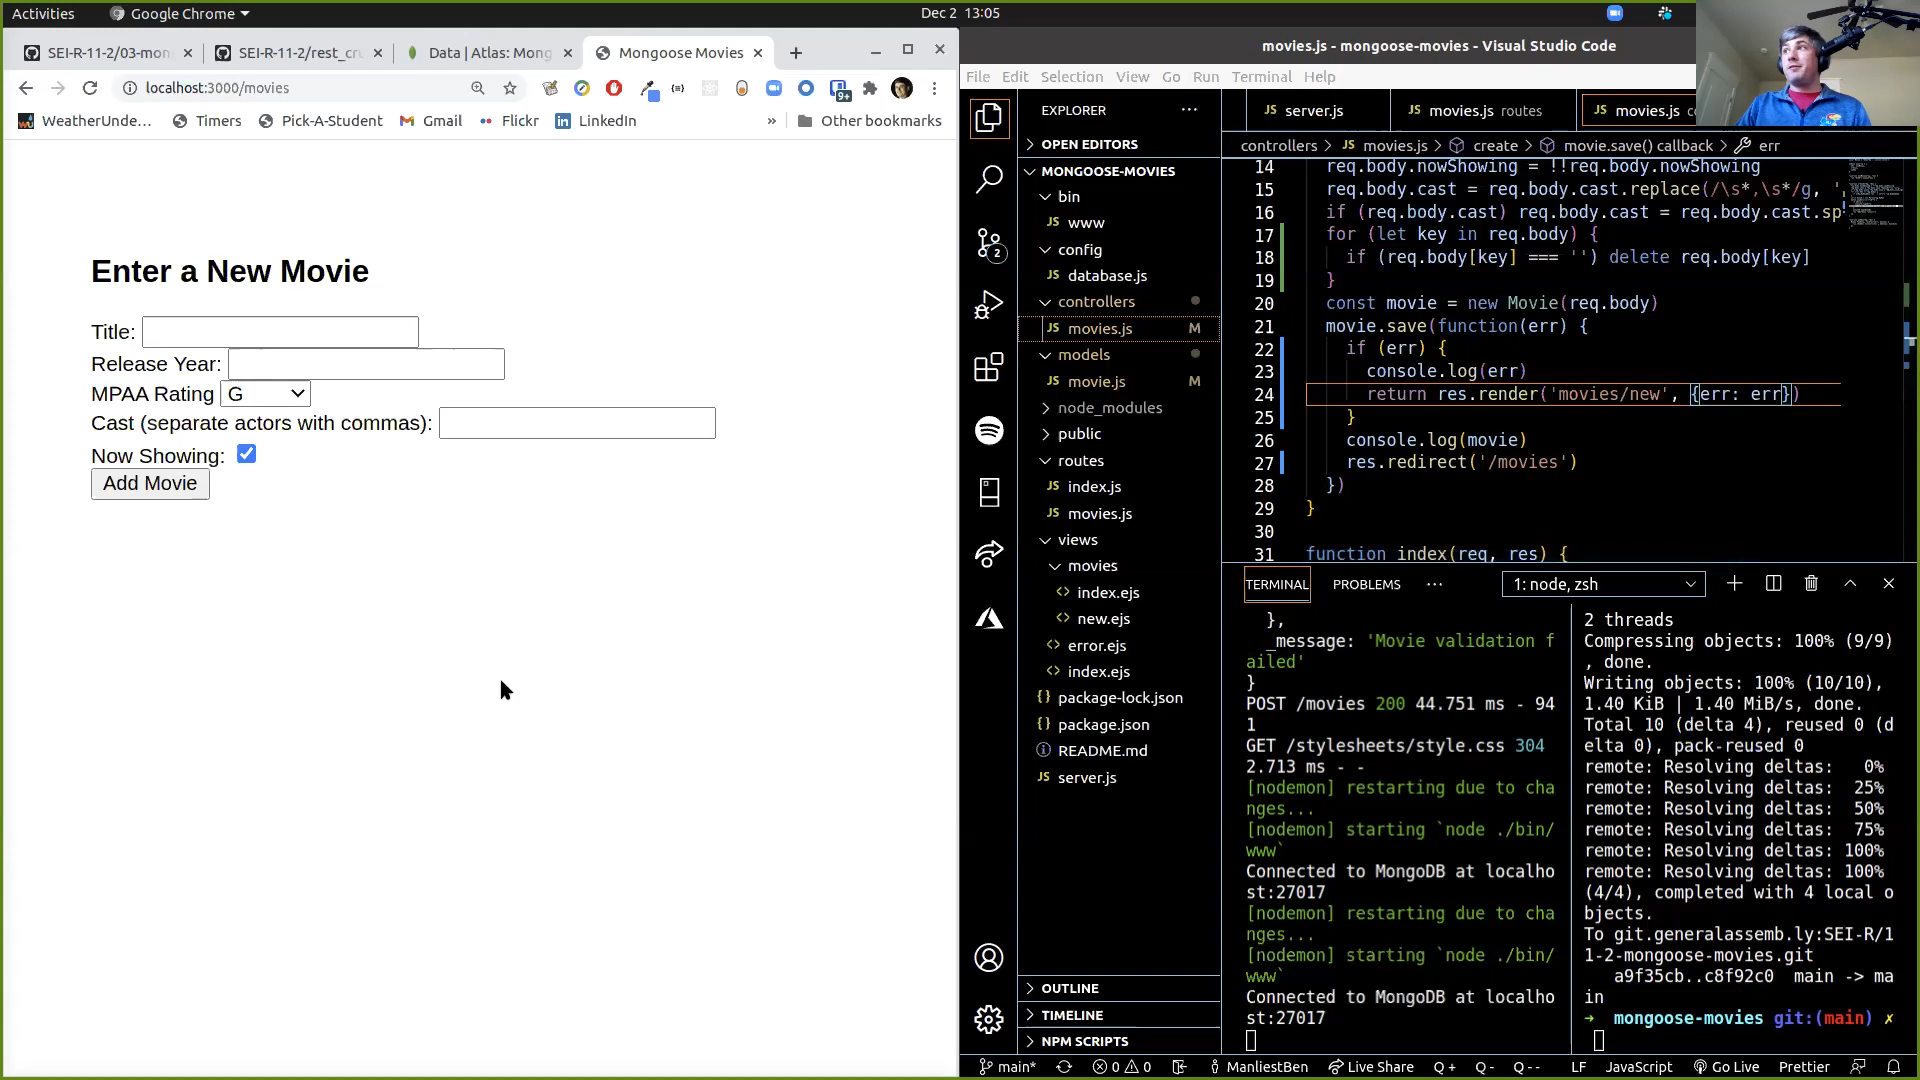 Activities
Google Chrome
Dec 2 13:05
SEI-R-11-2/03-mon
SEI-R-11-2/rest_cru
Data | Atlas: Mong
Mongoose Movies
localhost:3000/movies
9+
WeatherUnde...
Timers
Pick-A-Student
Gmail
Flickr
LinkedIn
»
Other bookmarks
Enter a New Movie
Title:
Release Year:
MPAA Rating G
Cast (separate actors with commas):
Now Showing:
Add Movie
movies.js - mongoose-movies - Visual Studio Code
File Edit Selection View Go Run Terminal Help
EXPLORER
OPEN EDITORS
MONGOOSE-MOVIES
bin
www
config
database.js
controllers
JS movies.js M
models
JS movie.js M
node_modules
public
routes
JS index.js
JS movies.js
views
movies
<> index.ejs
<> new.ejs
<> error.ejs
<> index.ejs
{} package-lock.json
{} package.json
README.md
JS server.js
OUTLINE
TIMELINE
NPM SCRIPTS
2
JS server.js
JS movies.js routes
JS movies.js
controllers > JS movies.js > create > movie.save() callback > err
14 req.body.nowShowing = !!req.body.nowShowing
15 req.body.cast = req.body.cast.replace(/\s*,\s*/g, '
16 if (req.body.cast) req.body.cast = req.body.cast.sp
17 for (let key in req.body) {
18 if (req.body[key] === '') delete req.body[key]
19 }
20 const movie = new Movie(req.body)
21 movie.save(function(err) {
22 if (err) {
23 console.log(err)
24 return res.render('movies/new', {err: err})
25 }
26 console.log(movie)
27 res.redirect('/movies')
28 })
29 }
30
31 function index(req, res) {
TERMINAL PROBLEMS ...
1: node, zsh
},
_message: 'Movie validation f
ailed'
}
POST /movies 200 44.751 ms - 94
1
GET /stylesheets/style.css 304
2.713 ms - -
[nodemon] restarting due to cha
nges...
[nodemon] starting `node ./bin/
www`
Connected to MongoDB at localho
st:27017
[nodemon] restarting due to cha
nges...
[nodemon] starting `node ./bin/
www`
Connected to MongoDB at localho
st:27017
2 threads
Compressing objects: 100% (9/9)
, done.
Writing objects: 100% (10/10),
1.40 KiB | 1.40 MiB/s, done.
Total 10 (delta 4), reused 0 (d
elta 0), pack-reused 0
remote: Resolving deltas: 0%
remote: Resolving deltas: 25%
remote: Resolving deltas: 50%
remote: Resolving deltas: 75%
remote: Resolving deltas: 100%
remote: Resolving deltas: 100%
(4/4), completed with 4 local o
bjects.
To git.generalassemb.ly:SEI-R/1
1-2-mongoose-movies.git
a9f35cb..c8f92c0 main -> ma
in
→ mongoose-movies git:(main) ✗
main*
0 0
ManliestBen
Live Share
Q + Q - Q --
LF
JavaScript
Go Live
Prettier